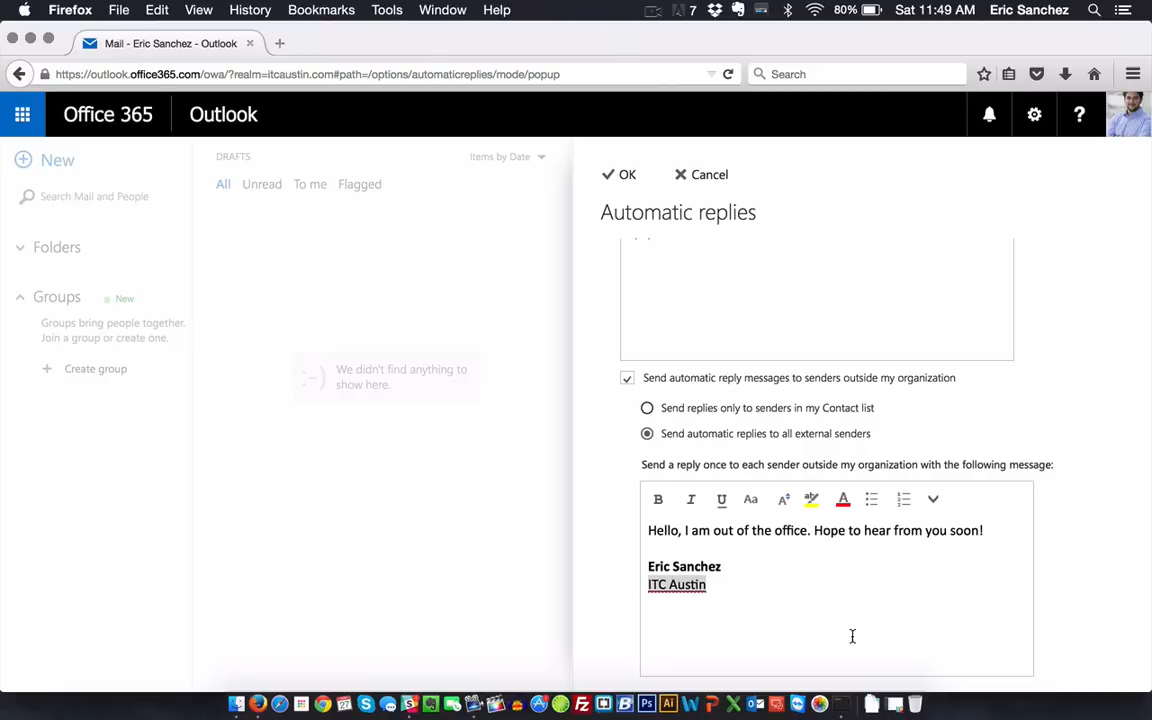 Firefox File Edit View History Bookmarks Tools Window Help 7 80% Sat 11:49 AM Eric Sanchez
Mail - Eric Sanchez - Outlook
https://outlook.office365.com/owa/?realm=itcaustin.com#path=/options/automaticreplies/mode/popup Search
Office 365 Outlook ?
New
Search Mail and People
Folders
Groups New
Groups bring people together.
Join a group or create one.
Create group
DRAFTS Items by Date
All Unread To me Flagged
:-) We didn't find anything to
show here.
OK Cancel
Automatic replies
Send automatic reply messages to senders outside my organization
Send replies only to senders in my Contact list
Send automatic replies to all external senders
Send a reply once to each sender outside my organization with the following message:
B I U Aa A ab A
Hello, I am out of the office. Hope to hear from you soon!
Eric Sanchez
ITC Austin